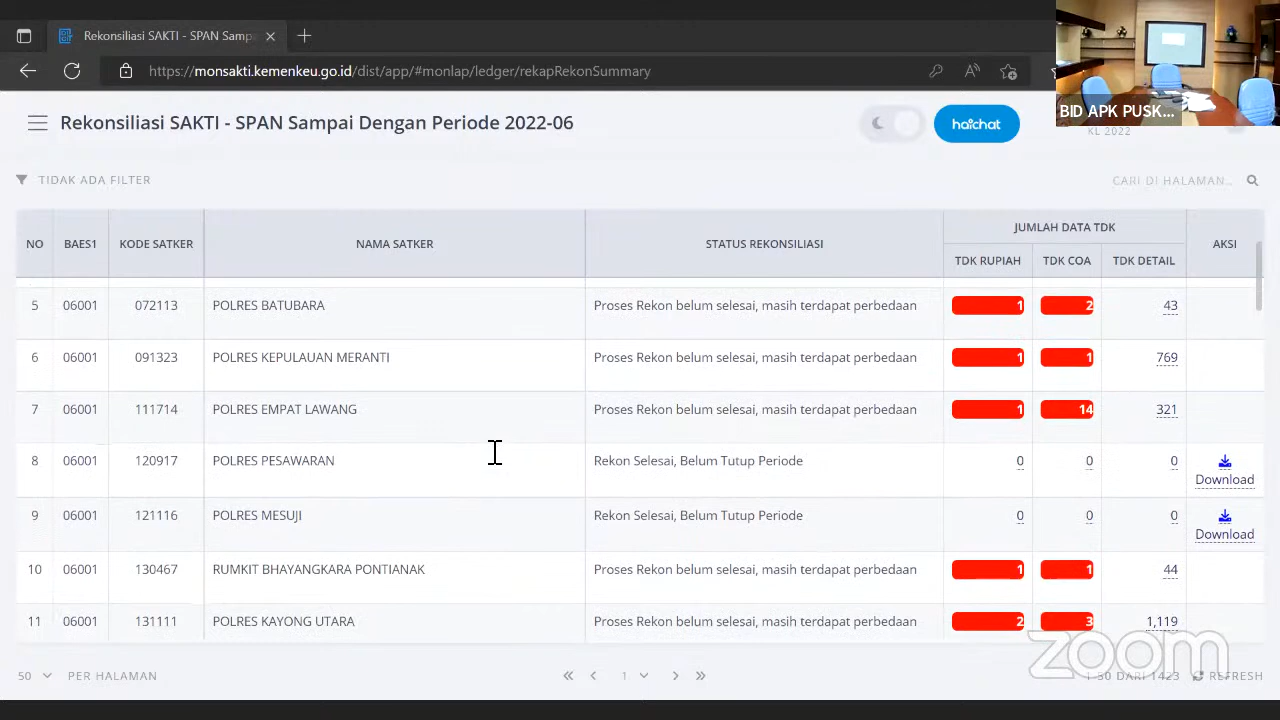 Rekonsiliasi SAKTI - SPAN Samp
https://monsakti.kemenkeu.go.id/dist/app/#monlap/ledger/rekapRekonSummary
BID APK PUSK...
Rekonsiliasi SAKTI - SPAN Sampai Dengan Periode 2022-06
haichat
KL 2022
TIDAK ADA FILTER
CARI DI HALAMAN...
NO BAES1 KODE SATKER NAMA SATKER STATUS REKONSILIASI JUMLAH DATA TDK AKSI
TDK RUPIAH TDK COA TDK DETAIL
5 06001 072113 POLRES BATUBARA Proses Rekon belum selesai, masih terdapat perbedaan 1 2 43
6 06001 091323 POLRES KEPULAUAN MERANTI Proses Rekon belum selesai, masih terdapat perbedaan 1 1 769
7 06001 111714 POLRES EMPAT LAWANG Proses Rekon belum selesai, masih terdapat perbedaan 1 14 321
8 06001 120917 POLRES PESAWARAN Rekon Selesai, Belum Tutup Periode 0 0 0 Download
9 06001 121116 POLRES MESUJI Rekon Selesai, Belum Tutup Periode 0 0 0 Download
10 06001 130467 RUMKIT BHAYANGKARA PONTIANAK Proses Rekon belum selesai, masih terdapat perbedaan 1 1 44
11 06001 131111 POLRES KAYONG UTARA Proses Rekon belum selesai, masih terdapat perbedaan 2 3 1,119
50 PER HALAMAN « ‹ 1 › » 1-50 DARI 1423 REFRESH
zoom